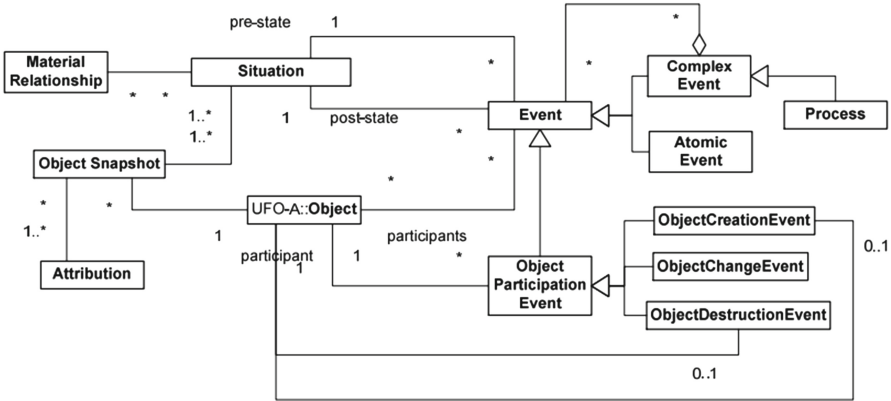 pre-state 1
*
Material
Relationship
Situation
*
*
Complex
Event
* *
1..*
1..*
1
post-state
Event
Process
*
Atomic
Event
Object Snapshot
*
*
*
*
UFO-A::Object
ObjectCreationEvent
1..*
1
participants
participant
1
1
*
0..1
Attribution
Object
Participation
Event
ObjectChangeEvent
ObjectDestructionEvent
0..1